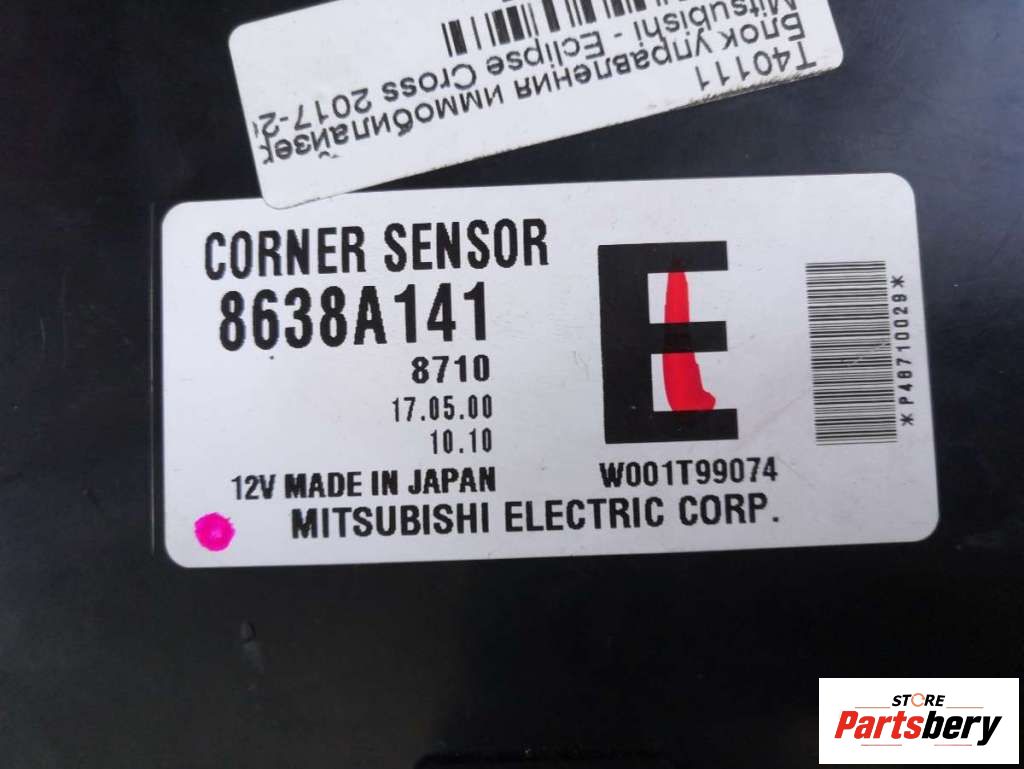 T40111
Блок управления иммобилайзер
Mitsubishi - Eclipse Cross 2017-2
CORNER SENSOR
8638A141
8710
17.05.00
10.10
12V MADE IN JAPAN
MITSUBISHI ELECTRIC CORP.
E
W001T99074
*P48710029*
STORE
Partsbery